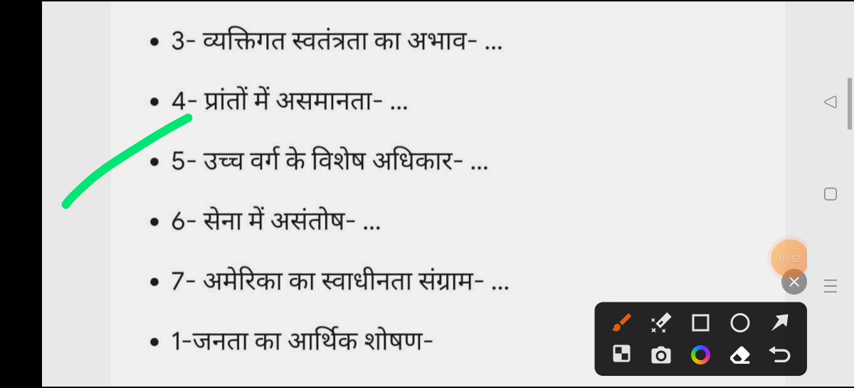 • 3- व्यक्तिगत स्वतंत्रता का अभाव- ...
• 4- प्रांतों में असमानता- ...
• 5- उच्च वर्ग के विशेष अधिकार- ...
• 6- सेना में असंतोष- ...
• 7- अमेरिका का स्वाधीनता संग्राम- ...
• 1-जनता का आर्थिक शोषण-